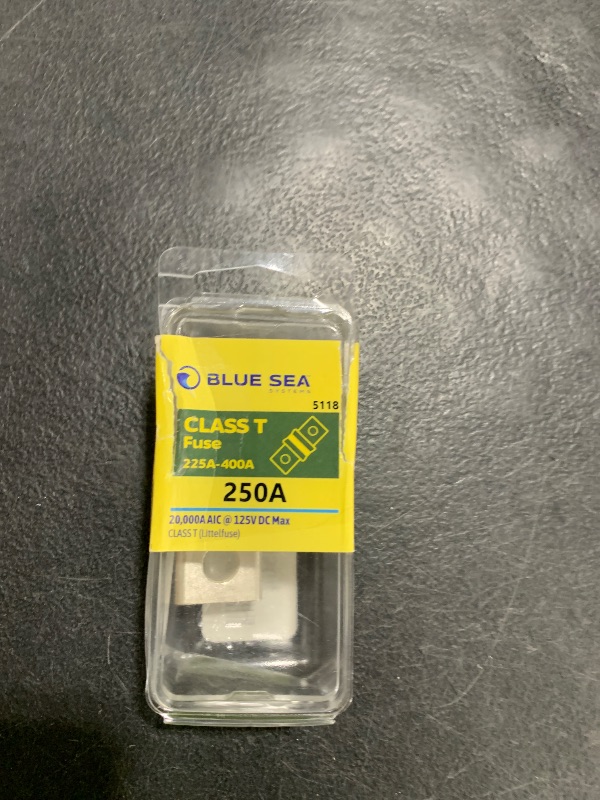 BLUE SEA
SYSTEMS
5118
CLASS T
Fuse
225A-400A
250A
20,000A AIC @ 125V DC Max
CLASS T (Littelfuse)